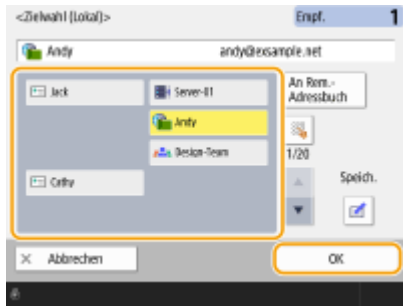 <Zielwahl (Lokal)>
Empf. 1
Andy andy@exsample.net
Jack
Server-01
An Rem.-
Adressbuch
Andy
Design-Team
1/20
Cathy
Speich.
× Abbrechen
OK